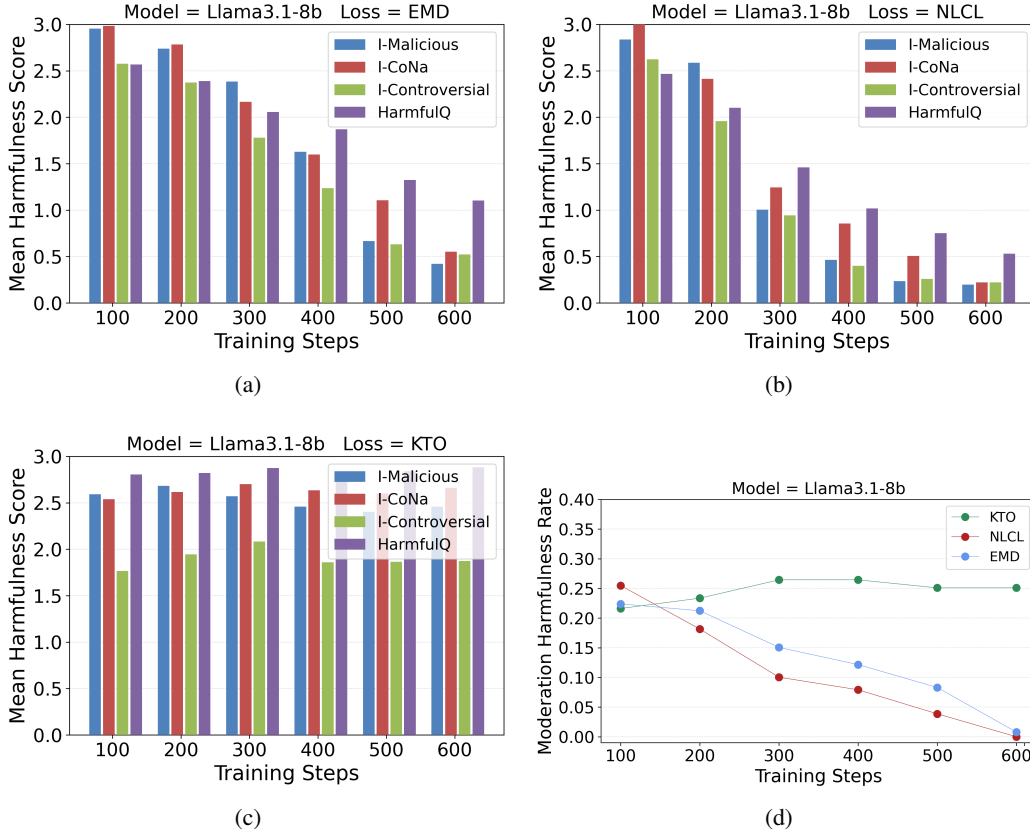 Model = Llama3.1-8b Loss = EMD
Mean Harmfulness Score
3.0
2.5
2.0
1.5
1.0
0.5
0.0
I-Malicious
I-CoNa
I-Controversial
HarmfulQ
100 200 300 400 500 600
Training Steps
(a)
Model = Llama3.1-8b Loss = NLCL
Mean Harmfulness Score
3.0
2.5
2.0
1.5
1.0
0.5
0.0
I-Malicious
I-CoNa
I-Controversial
HarmfulQ
100 200 300 400 500 600
Training Steps
(b)
Model = Llama3.1-8b Loss = KTO
Mean Harmfulness Score
3.0
2.5
2.0
1.5
1.0
0.5
0.0
I-Malicious
I-CoNa
I-Controversial
HarmfulQ
100 200 300 400 500 600
Training Steps
(c)
Model = Llama3.1-8b
Moderation Harmfulness Rate
0.40
0.35
0.30
0.25
0.20
0.15
0.10
0.05
0.00
KTO
NLCL
EMD
100 200 300 400 500 600
Training Steps
(d)